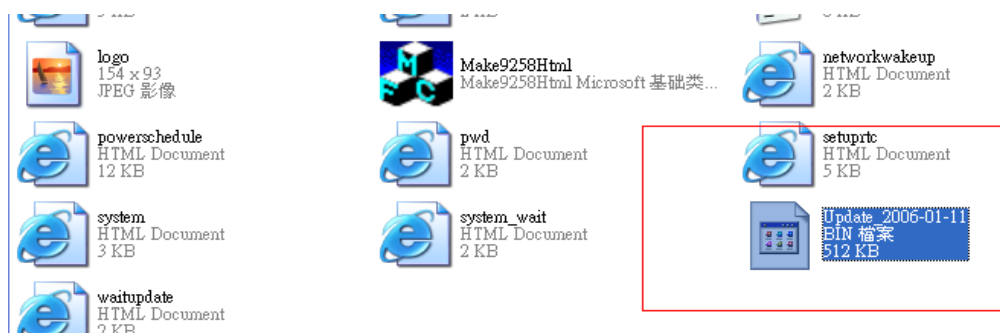 2 KB
logo
154 x 93
JPEG 影像
Make9258Html
Make9258Html Microsoft 基础类...
networkwakeup
HTML Document
2 KB
powerschedule
HTML Document
12 KB
pwd
HTML Document
2 KB
setuprtc
HTML Document
5 KB
system
HTML Document
3 KB
system_wait
HTML Document
2 KB
Update_2006-01-11
BIN 檔案
512 KB
waitupdate
HTML Document
2 KB